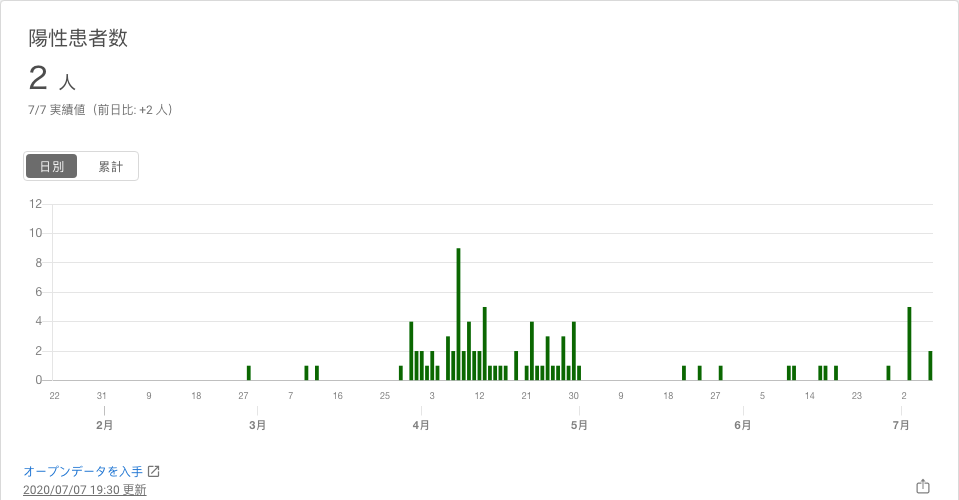 陽性患者数
2 人
7/7 実績値（前日比: +2 人）
日別 累計
12
10
8
6
4
2
0
22 31 9 18 27 7 16 25 3 12 21 30 9 18 27 5 14 23 2
2月 3月 4月 5月 6月 7月
オープンデータを入手
2020/07/07 19:30 更新